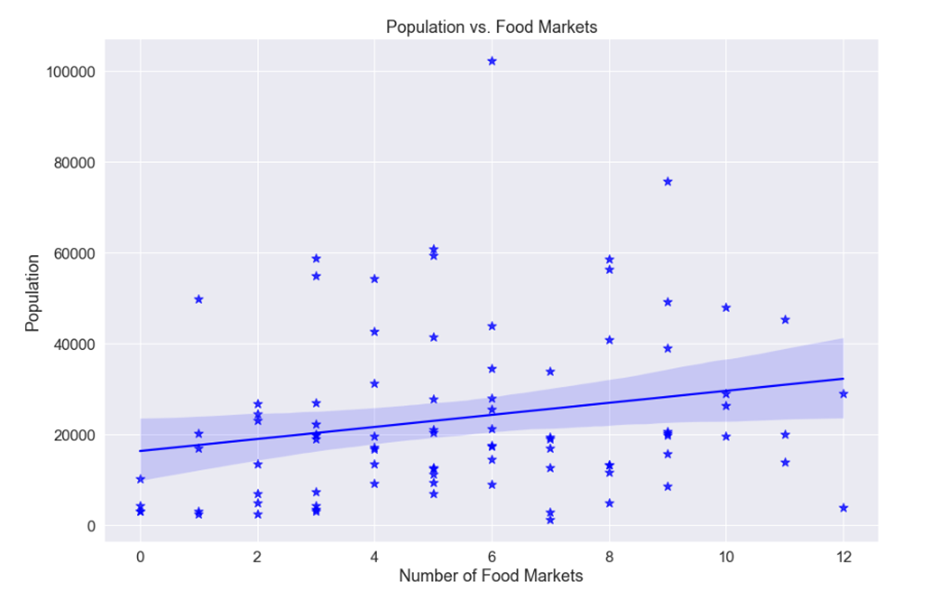 Population vs. Food Markets
100000
80000
60000
40000
20000
0
Population
0 2 4 6 8 10 12
Number of Food Markets